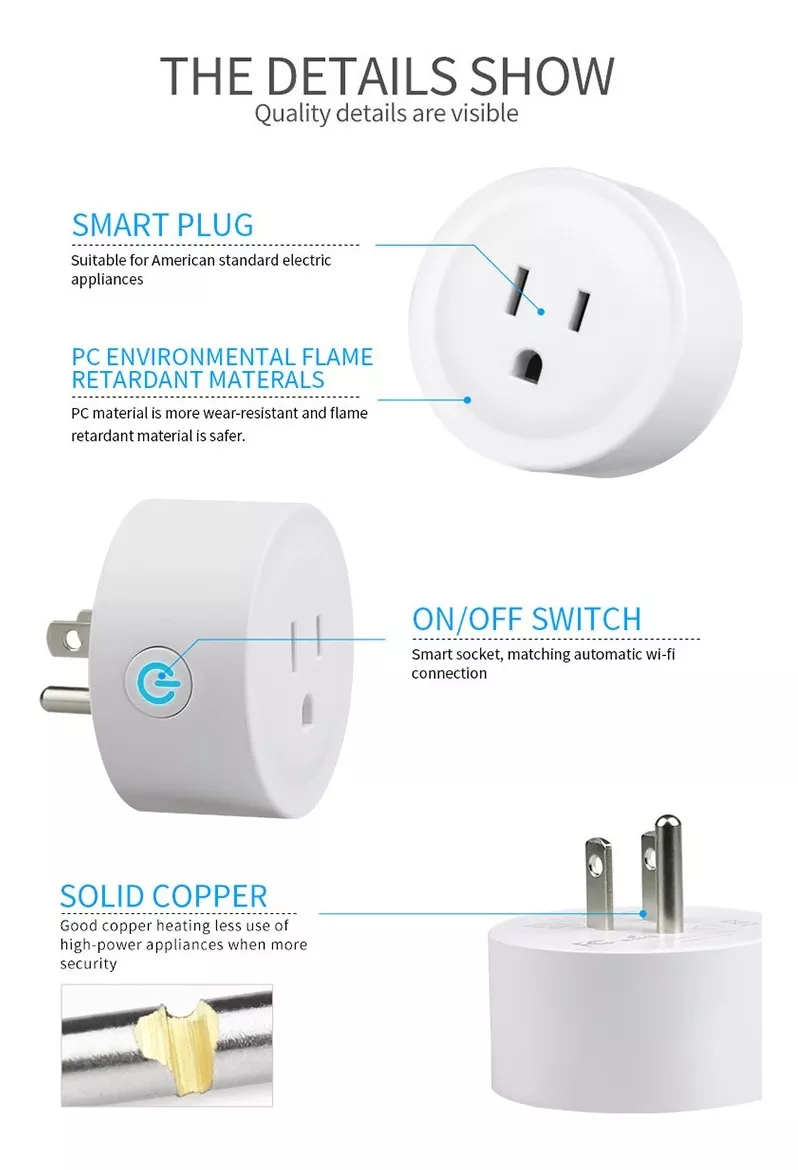 THE DETAILS SHOW
Quality details are visible
SMART PLUG
Suitable for American standard electric
appliances
PC ENVIRONMENTAL FLAME
RETARDANT MATERALS
PC material is more wear-resistant and flame
retardant material is safer.
ON/OFF SWITCH
Smart socket, matching automatic wi-fi
connection
SOLID COPPER
Good copper heating less use of
high-power appliances when more
security